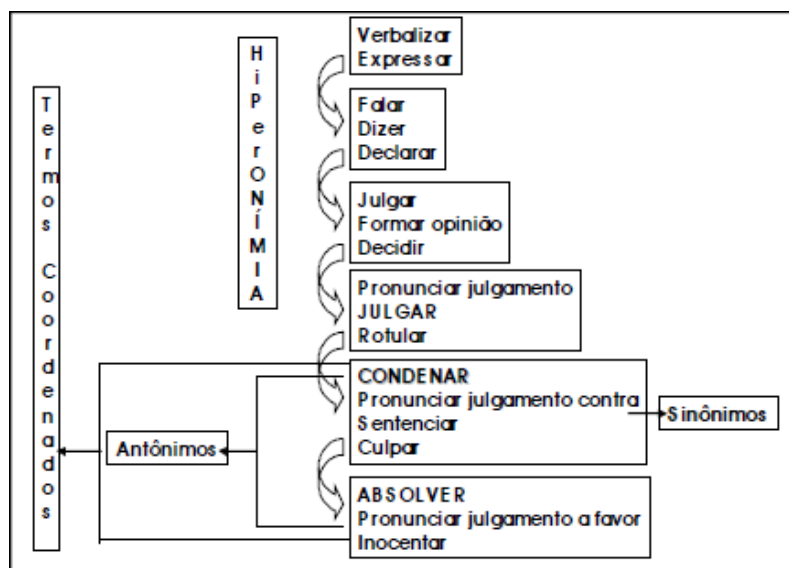 Termos Coordenados
HiPerONÍMIA
Verbalizar
Expressar
Falar
Dizer
Declarar
Julgar
Formar opinião
Decidir
Pronunciar julgamento
JULGAR
Rotular
CONDENAR
Pronunciar julgamento contra
Sentenciar
Culpar
Sinônimos
Antônimos
ABSOLVER
Pronunciar julgamento a favor
Inocentar